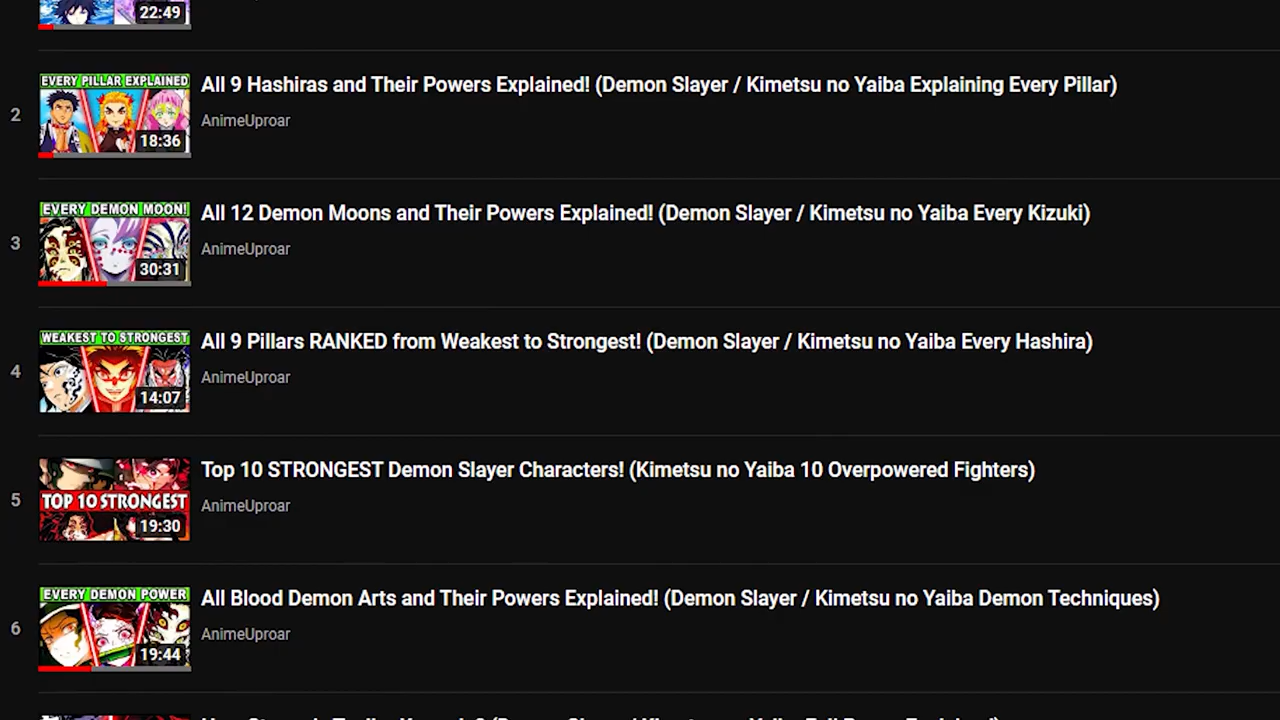 22:49
2
EVERY PILLAR EXPLAINED
18:36
All 9 Hashiras and Their Powers Explained! (Demon Slayer / Kimetsu no Yaiba Explaining Every Pillar)
AnimeUproar
3
EVERY DEMON MOON!
30:31
All 12 Demon Moons and Their Powers Explained! (Demon Slayer / Kimetsu no Yaiba Every Kizuki)
AnimeUproar
4
WEAKEST TO STRONGEST
14:07
All 9 Pillars RANKED from Weakest to Strongest! (Demon Slayer / Kimetsu no Yaiba Every Hashira)
AnimeUproar
5
TOP 10 STRONGEST
19:30
Top 10 STRONGEST Demon Slayer Characters! (Kimetsu no Yaiba 10 Overpowered Fighters)
AnimeUproar
6
EVERY DEMON POWER
19:44
All Blood Demon Arts and Their Powers Explained! (Demon Slayer / Kimetsu no Yaiba Demon Techniques)
AnimeUproar